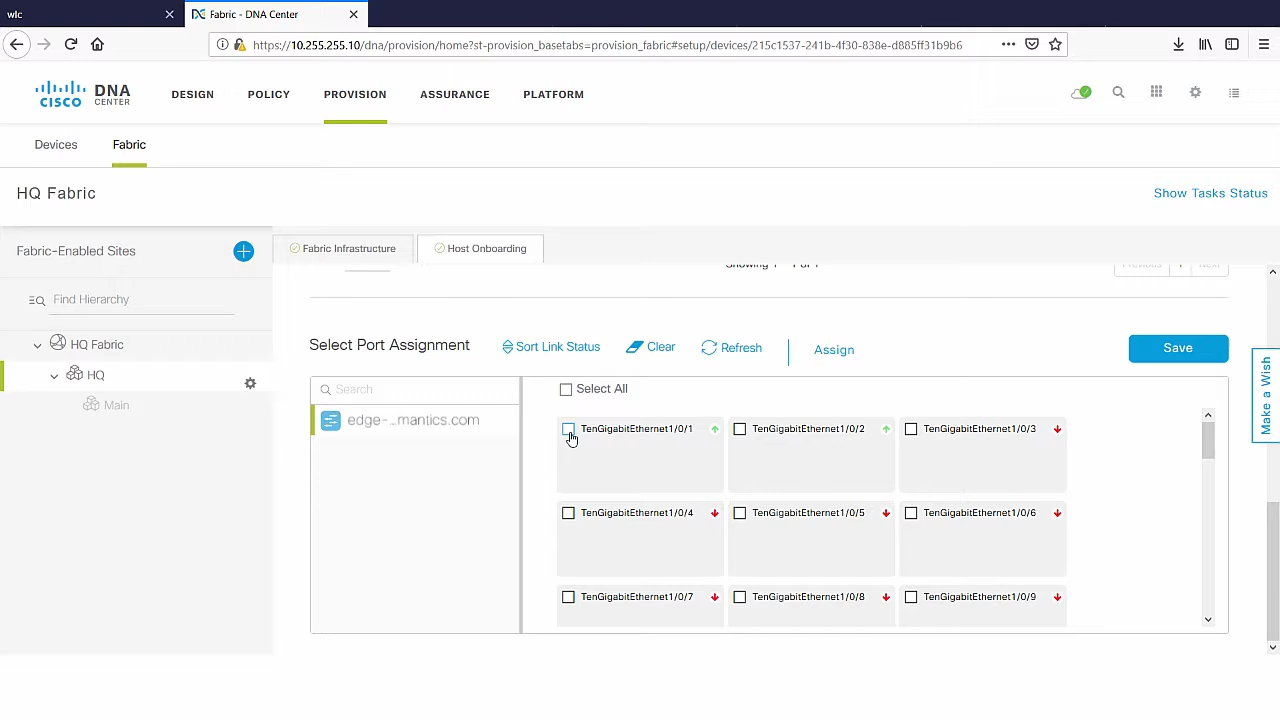 wlc
Fabric - DNA Center
https://10.255.255.10/dna/provision/home?st-provision_basetabs=provision_fabric#setup/devices/215c1537-241b-4f30-838e-d885ff31b9b6
CISCO DNA CENTER
DESIGN POLICY PROVISION ASSURANCE PLATFORM
Devices Fabric
HQ Fabric
Show Tasks Status
Fabric-Enabled Sites
Fabric Infrastructure Host Onboarding
Find Hierarchy
HQ Fabric
HQ
Main
Select Port Assignment Sort Link Status Clear Refresh Assign Save
Search
edge-_mantics.com
Select All
TenGigabitEthernet1/0/1 TenGigabitEthernet1/0/2 TenGigabitEthernet1/0/3
TenGigabitEthernet1/0/4 TenGigabitEthernet1/0/5 TenGigabitEthernet1/0/6
TenGigabitEthernet1/0/7 TenGigabitEthernet1/0/8 TenGigabitEthernet1/0/9
Make a Wish